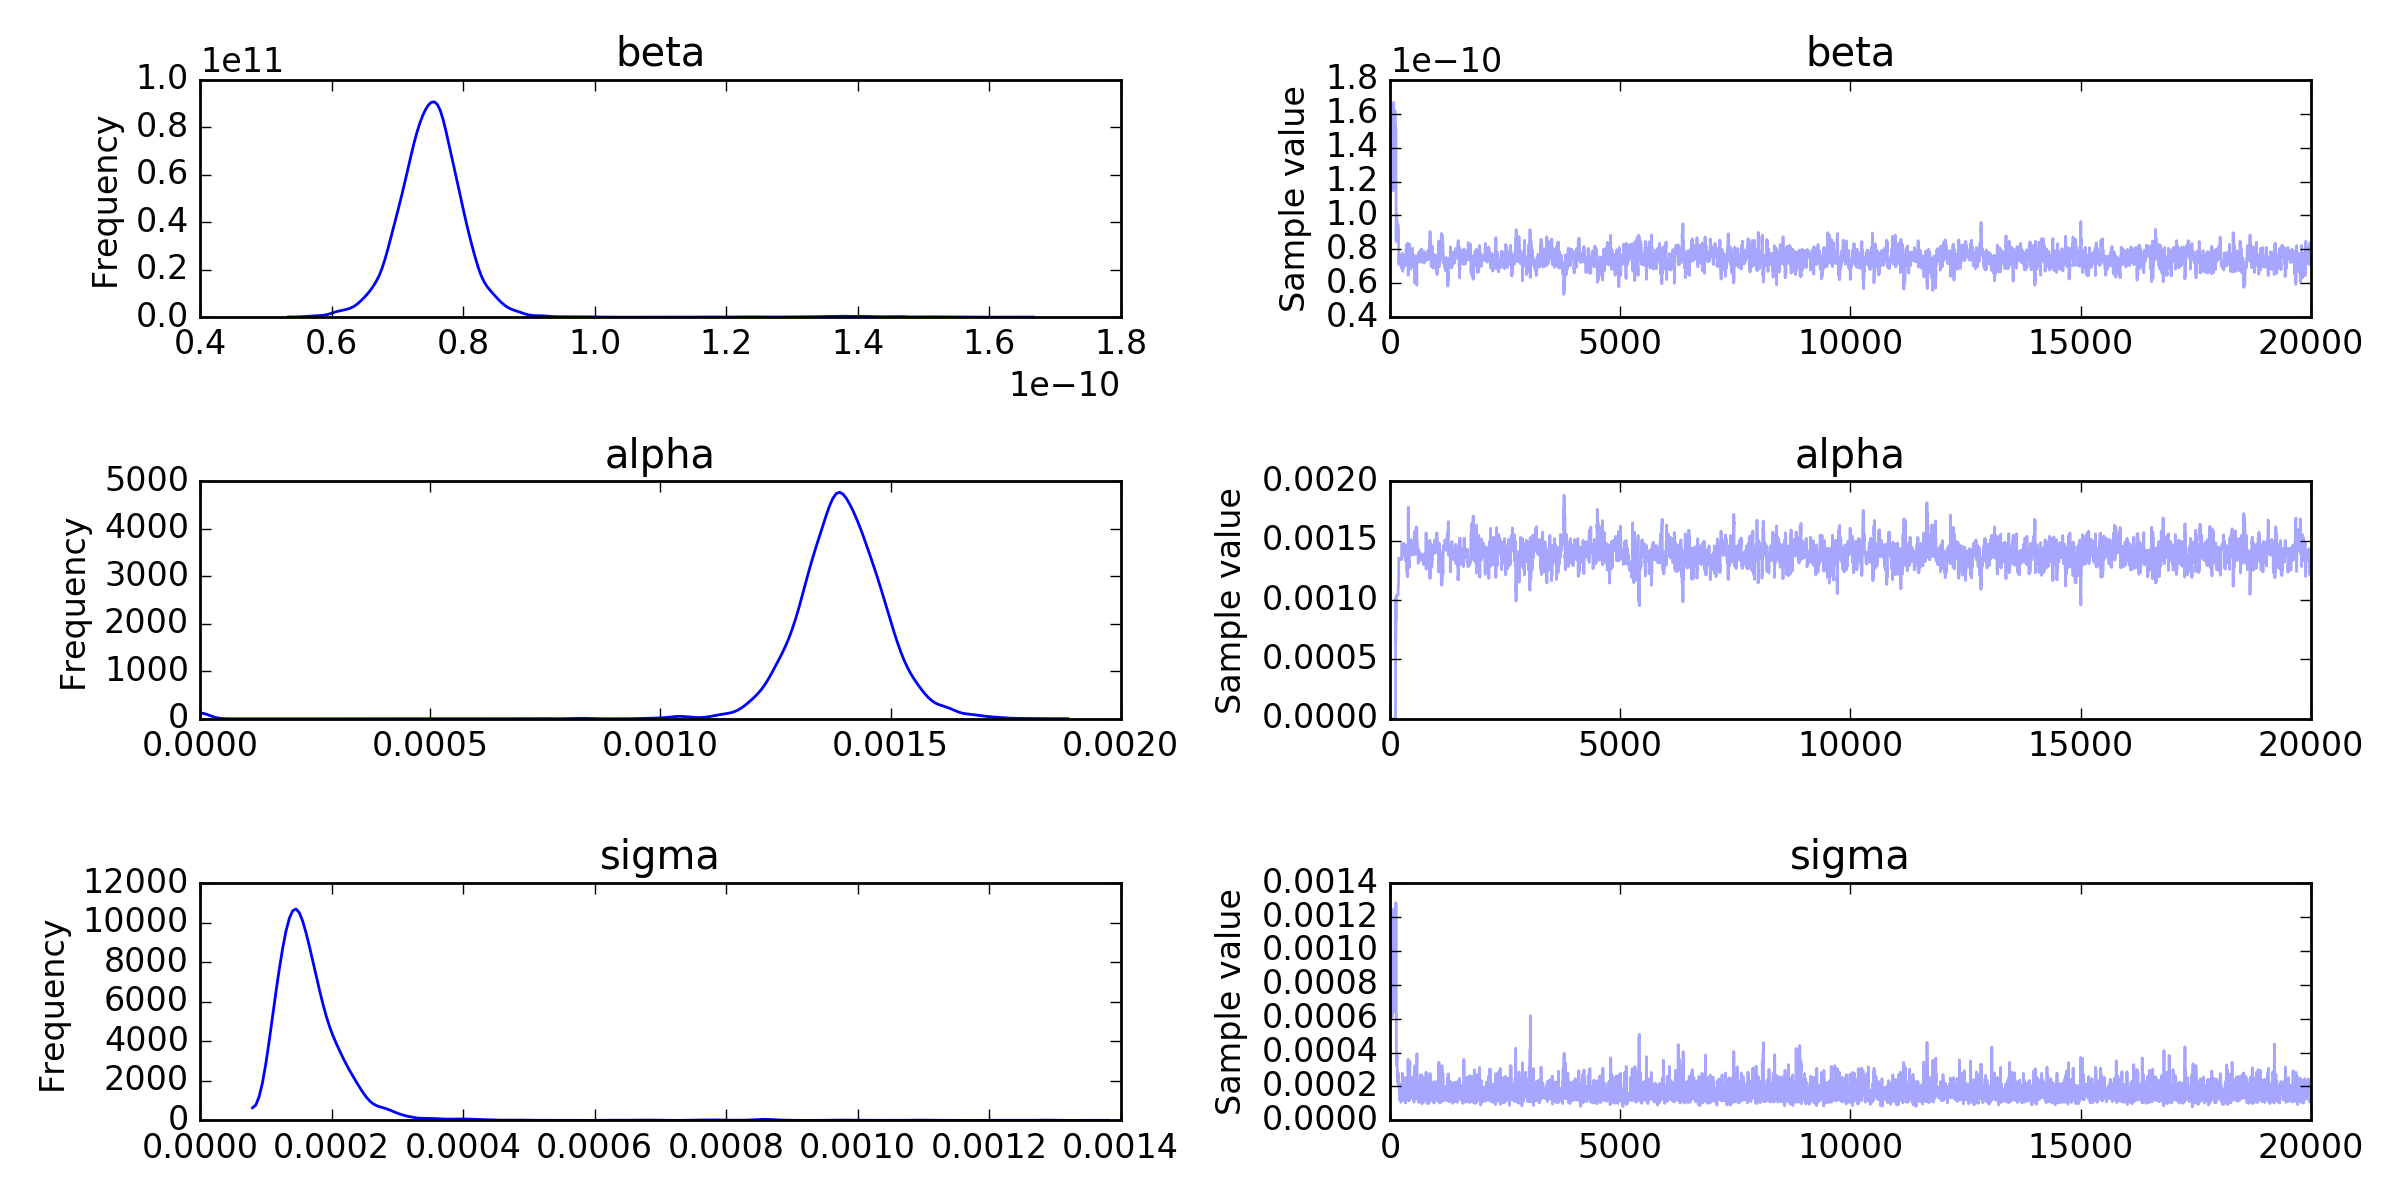 beta
1e11
1.0
0.8
0.6
0.4
0.2
0.0
Frequency
0.4 0.6 0.8 1.0 1.2 1.4 1.6 1.8
1e−10
beta
1e−10
1.8
1.6
1.4
1.2
1.0
0.8
0.6
0.4
Sample value
0 5000 10000 15000 20000
alpha
5000
4000
3000
2000
1000
0
Frequency
0.0000 0.0005 0.0010 0.0015 0.0020
alpha
0.0020
0.0015
0.0010
0.0005
0.0000
Sample value
0 5000 10000 15000 20000
sigma
12000
10000
8000
6000
4000
2000
0
Frequency
0.0000 0.0002 0.0004 0.0006 0.0008 0.0010 0.0012 0.0014
sigma
0.0014
0.0012
0.0010
0.0008
0.0006
0.0004
0.0002
0.0000
Sample value
0 5000 10000 15000 20000